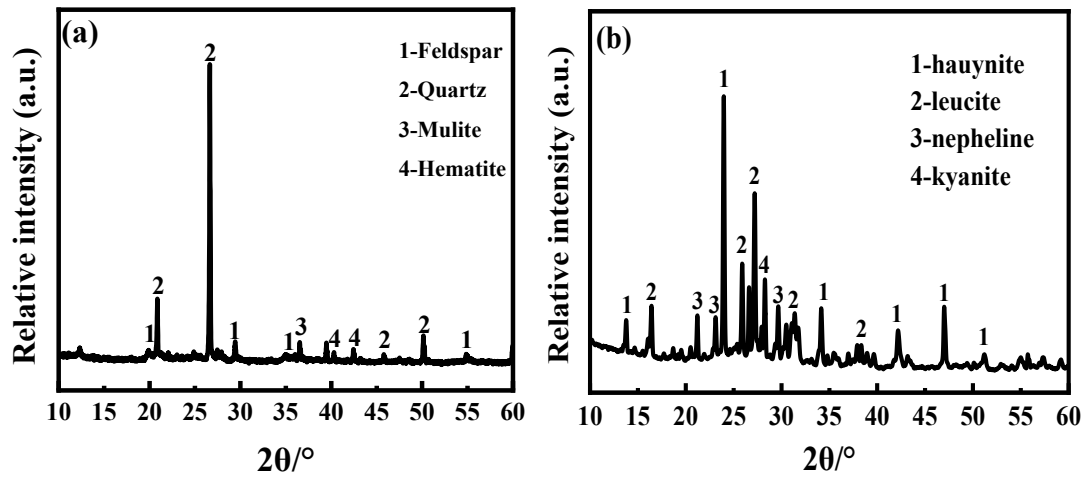 (a)
1-Feldspar
2-Quartz
3-Mulite
4-Hematite
2
2
1
1
1
3
4
4
2
2
1
Relative intensity (a.u.)
10 15 20 25 30 35 40 45 50 55 60
2θ/°
(b)
1-hauynite
2-leucite
3-nepheline
4-kyanite
1
2
3
3
1
2
2
4
3
2
1
2
1
1
1
Relative intensity (a.u.)
10 15 20 25 30 35 40 45 50 55 60
2θ/°